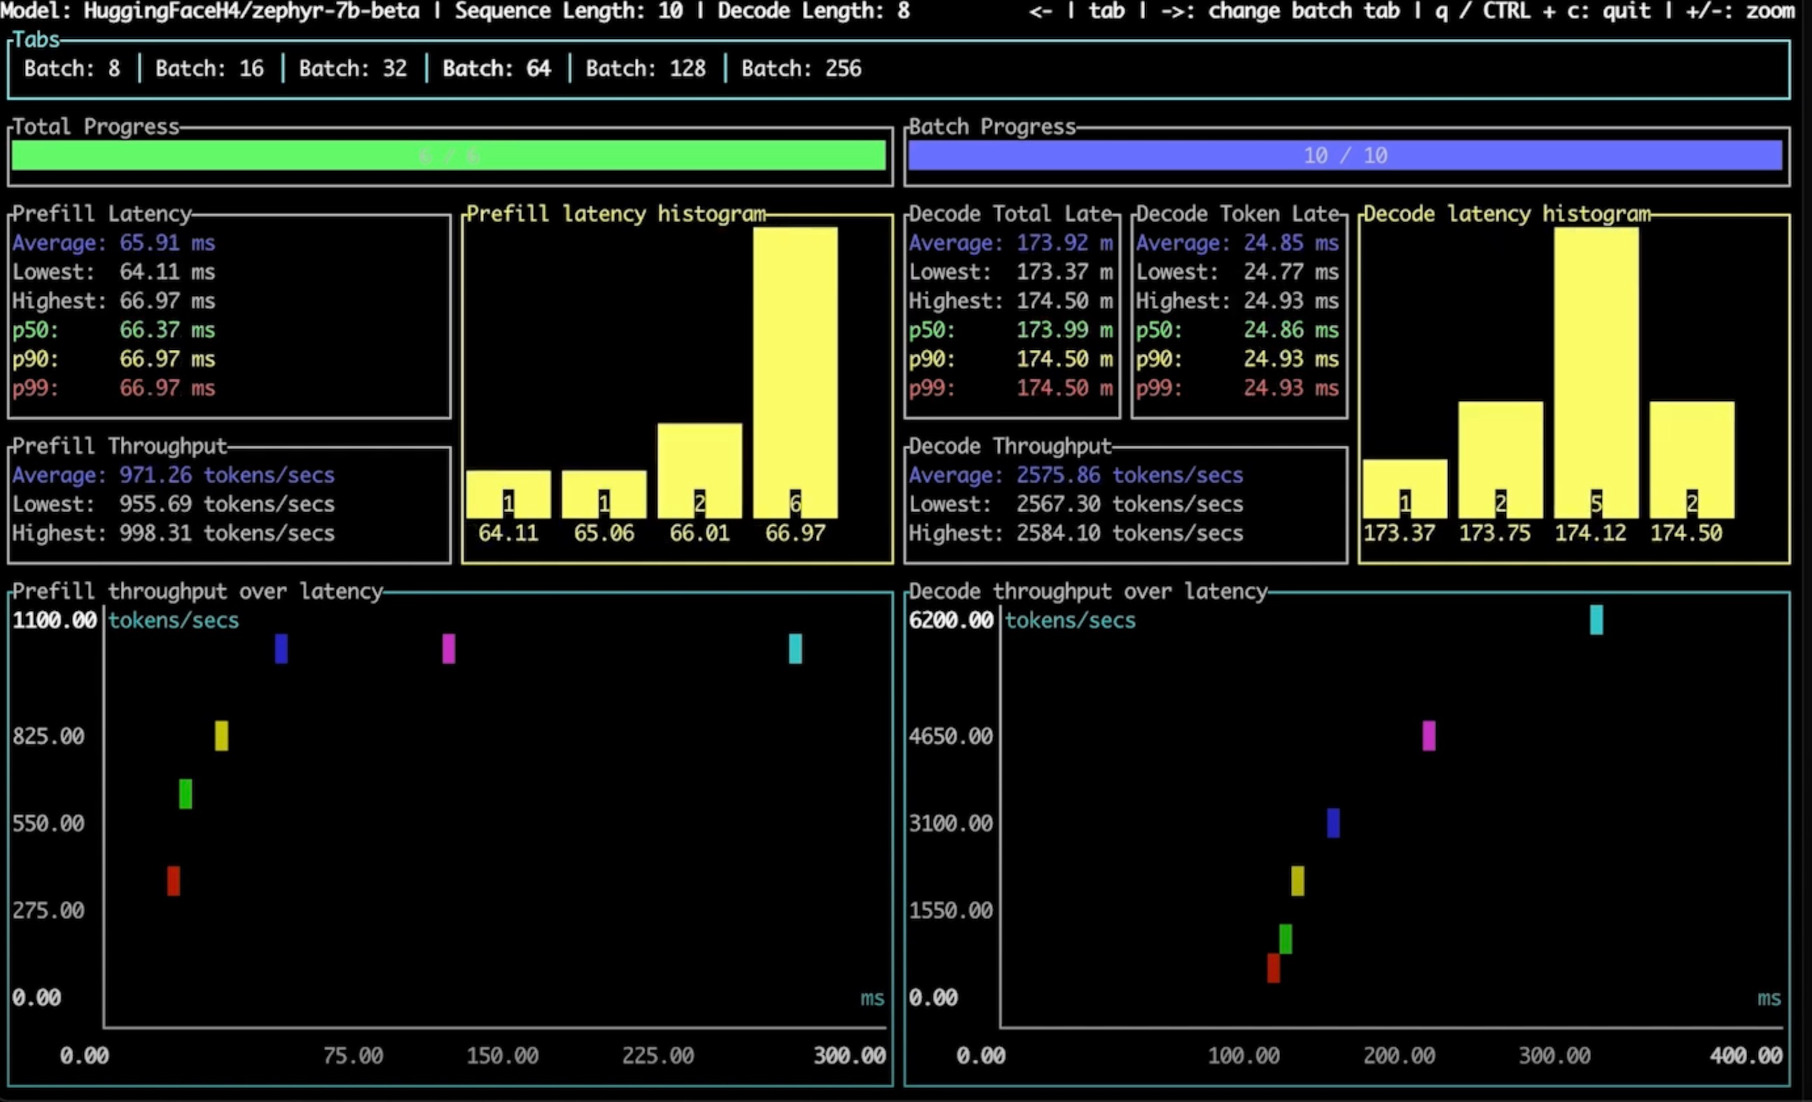 Model: HuggingFaceH4/zephyr-7b-beta | Sequence Length: 10 | Decode Length: 8 <- | tab | ->: change batch tab | q / CTRL + c: quit | +/-: zoom
Tabs
Batch: 8 | Batch: 16 | Batch: 32 | Batch: 64 | Batch: 128 | Batch: 256
Total Progress
6 / 6
Batch Progress
10 / 10
Prefill Latency
Average: 65.91 ms
Lowest: 64.11 ms
Highest: 66.97 ms
p50: 66.37 ms
p90: 66.97 ms
p99: 66.97 ms
Prefill Throughput
Average: 971.26 tokens/secs
Lowest: 955.69 tokens/secs
Highest: 998.31 tokens/secs
Prefill latency histogram
1 1 2 6
64.11 65.06 66.01 66.97
Decode Total Late
Average: 173.92 m
Lowest: 173.37 m
Highest: 174.50 m
p50: 173.99 m
p90: 174.50 m
p99: 174.50 m
Decode Token Late
Average: 24.85 ms
Lowest: 24.77 ms
Highest: 24.93 ms
p50: 24.86 ms
p90: 24.93 ms
p99: 24.93 ms
Decode Throughput
Average: 2575.86 tokens/secs
Lowest: 2567.30 tokens/secs
Highest: 2584.10 tokens/secs
Decode latency histogram
1 2 5 2
173.37 173.75 174.12 174.50
Prefill throughput over latency
1100.00 tokens/secs
825.00
550.00
275.00
0.00 ms
0.00 75.00 150.00 225.00 300.00
Decode throughput over latency
6200.00 tokens/secs
4650.00
3100.00
1550.00
0.00 ms
0.00 100.00 200.00 300.00 400.00